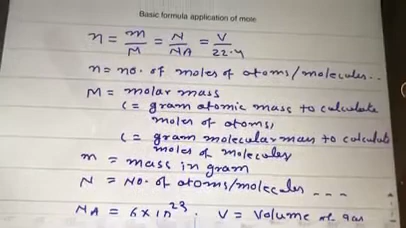 Basic formula application of mole
n = m/M = N/NA = V/22.4
n = no. of moles of atoms/molecules..
M = molar mass
(= gram atomic mass to calculate
moles of atoms,
(= gram molecular mass to calculate
moles of molecules
m = mass in gram
N = No. of atoms/molecules ---
NA = 6x10^23. V = Volume of gas